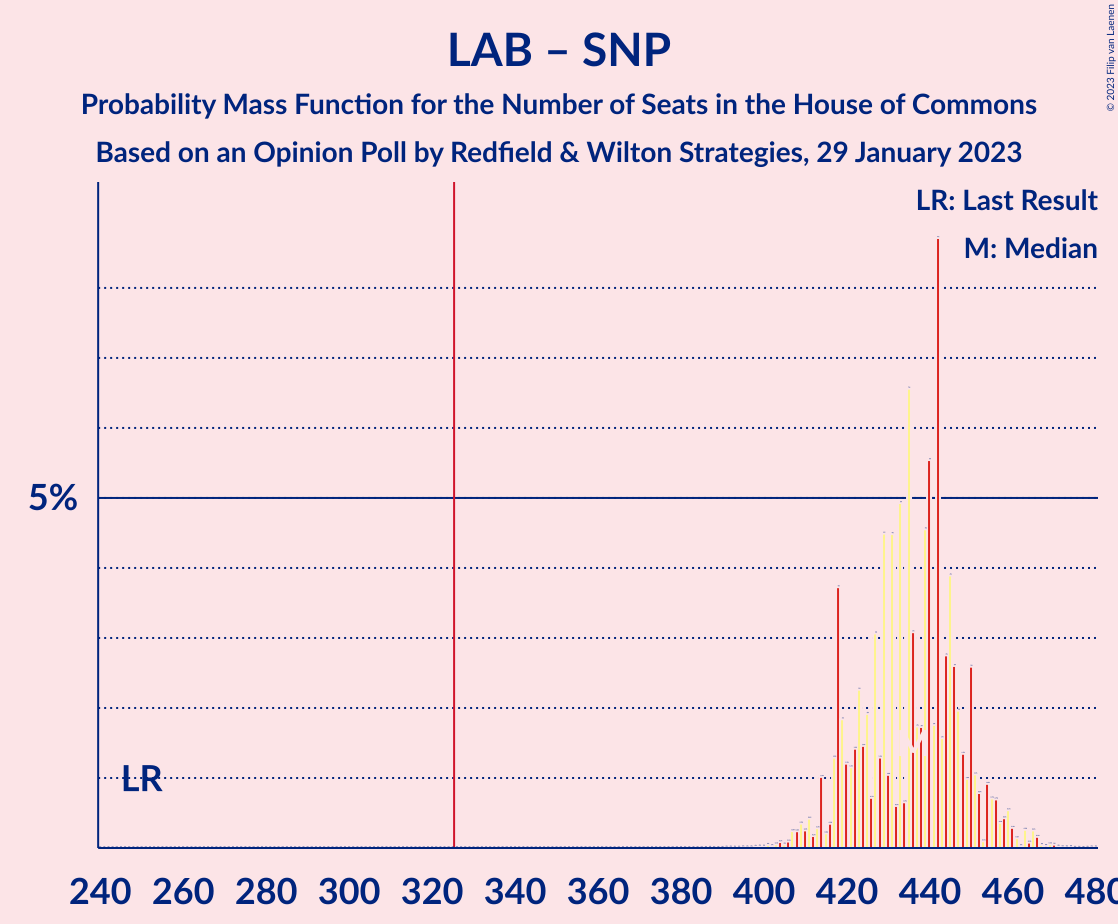 LAB – SNP
Probability Mass Function for the Number of Seats in the House of Commons
Based on an Opinion Poll by Redfield & Wilton Strategies, 29 January 2023
© 2023 Filip van Laenen
LR: Last Result
M: Median
5%
LR
240 260 280 300 320 340 360 380 400 420 440 460 480